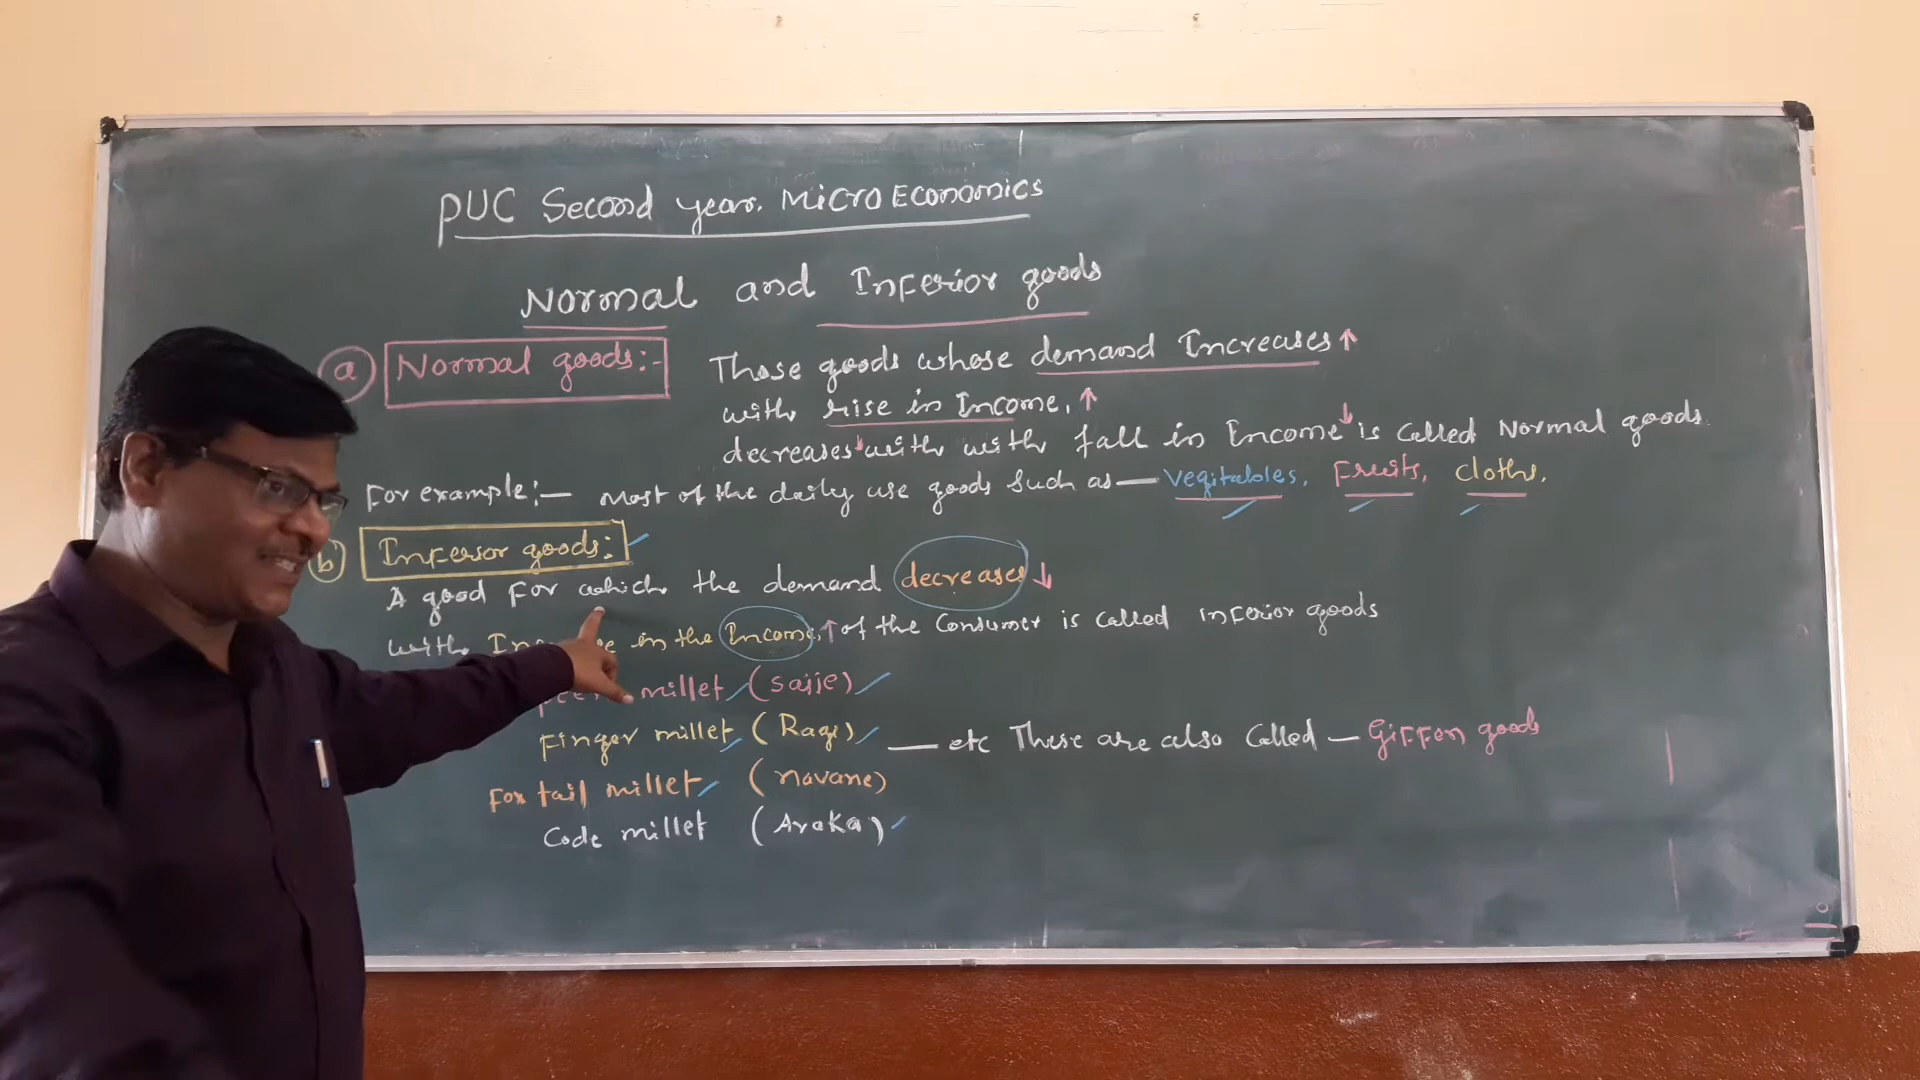 PUC Second year. Micro Economics
Normal and Inferior goods
a Normal goods:- Those goods whose demand Increases ↑
with rise in Income, ↑
decreases ↓ with with fall in Income ↓ is called Normal goods.
For example:— most of the daily use goods such as — vegitables, Fruits, cloths,
b Inferior goods:
A good for which the demand decreases ↓
with in the Income, ↑ of the Consumer is called inferior goods
millet (sajje)
Finger millet (Ragi) — etc These are also called — Giffen goods
Fox tail millet (navane)
Code millet (Araka)